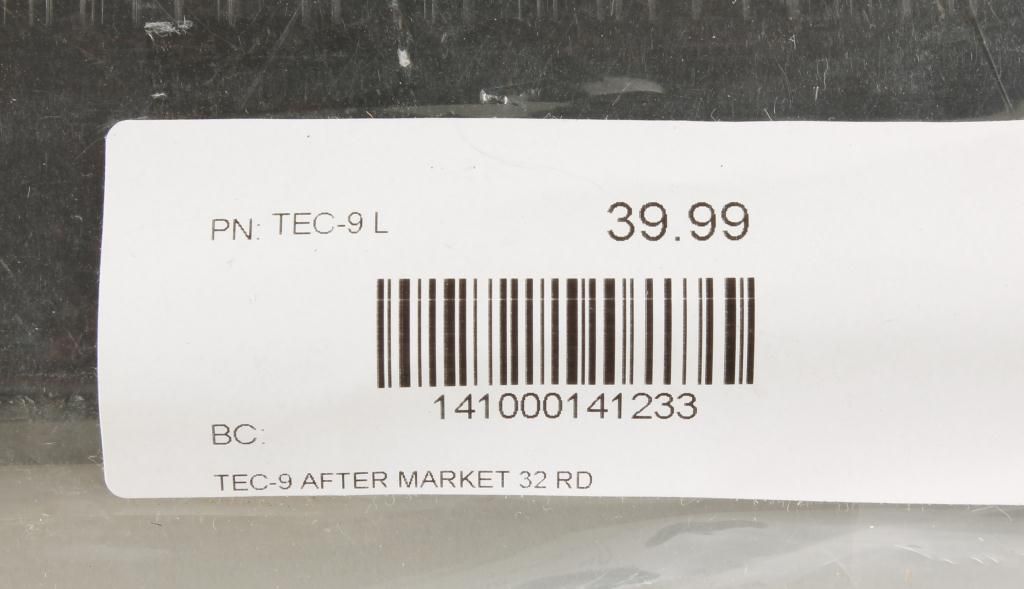 PN: TEC-9 L 39.99
141000141233
BC:
TEC-9 AFTER MARKET 32 RD